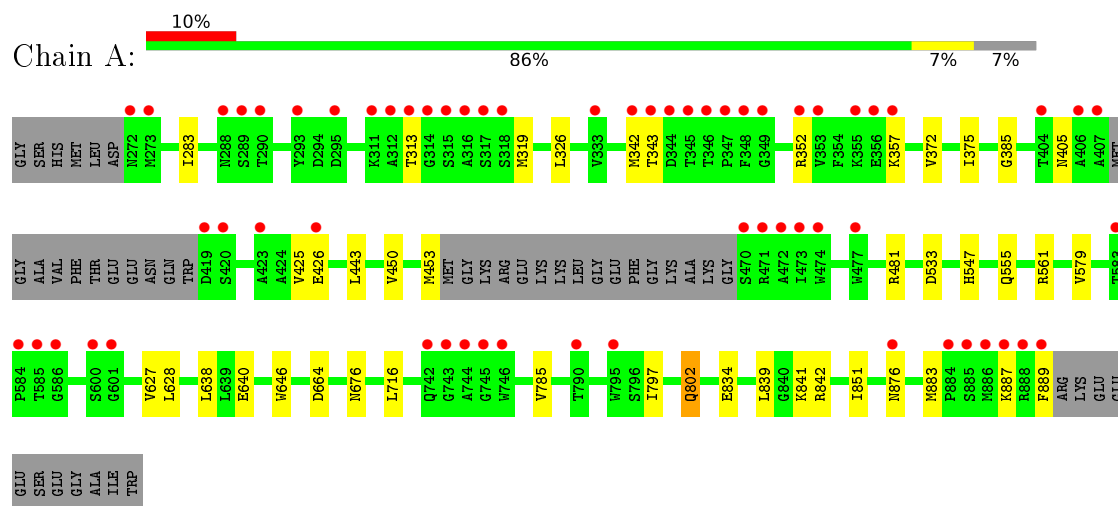 10%
Chain A:
86% 7% 7%
GLY SER HIS MET LEU ASP N272 N273 I283 N288 S289 T290 Y293 D294 D295 K311 A312 T313 G314 S315 A316 S317 S318 M319 L326 V333 M342 T343 D344 T345 T346 P347 F348 G349 R352 V353 F354 K355 E356 K357 V372 I375 G385 T404 N405 A406 A407 MET
GLY ALA VAL PHE THR GLU GLU ASN GLN TRP D419 S420 A423 A424 V425 E426 L443 V450 M453 MET GLY LYS ARG GLU LYS LYS LEU GLY GLU PHE GLY LYS ALA LYS GLY S470 R471 A472 I473 W474 W477 R481 D533 H547 Q555 R561 V579 T583
P584 T585 G586 S600 G601 V627 L628 L638 L639 E640 W646 D664 N676 L716 Q742 G743 A744 G745 W746 V785 T790 W795 S796 I797 Q802 E834 L839 G840 K841 R842 I851 N876 M883 P884 S885 M886 K887 R888 F889 ARG LYS GLU GLU
GLU SER GLU GLY ALA ILE TRP